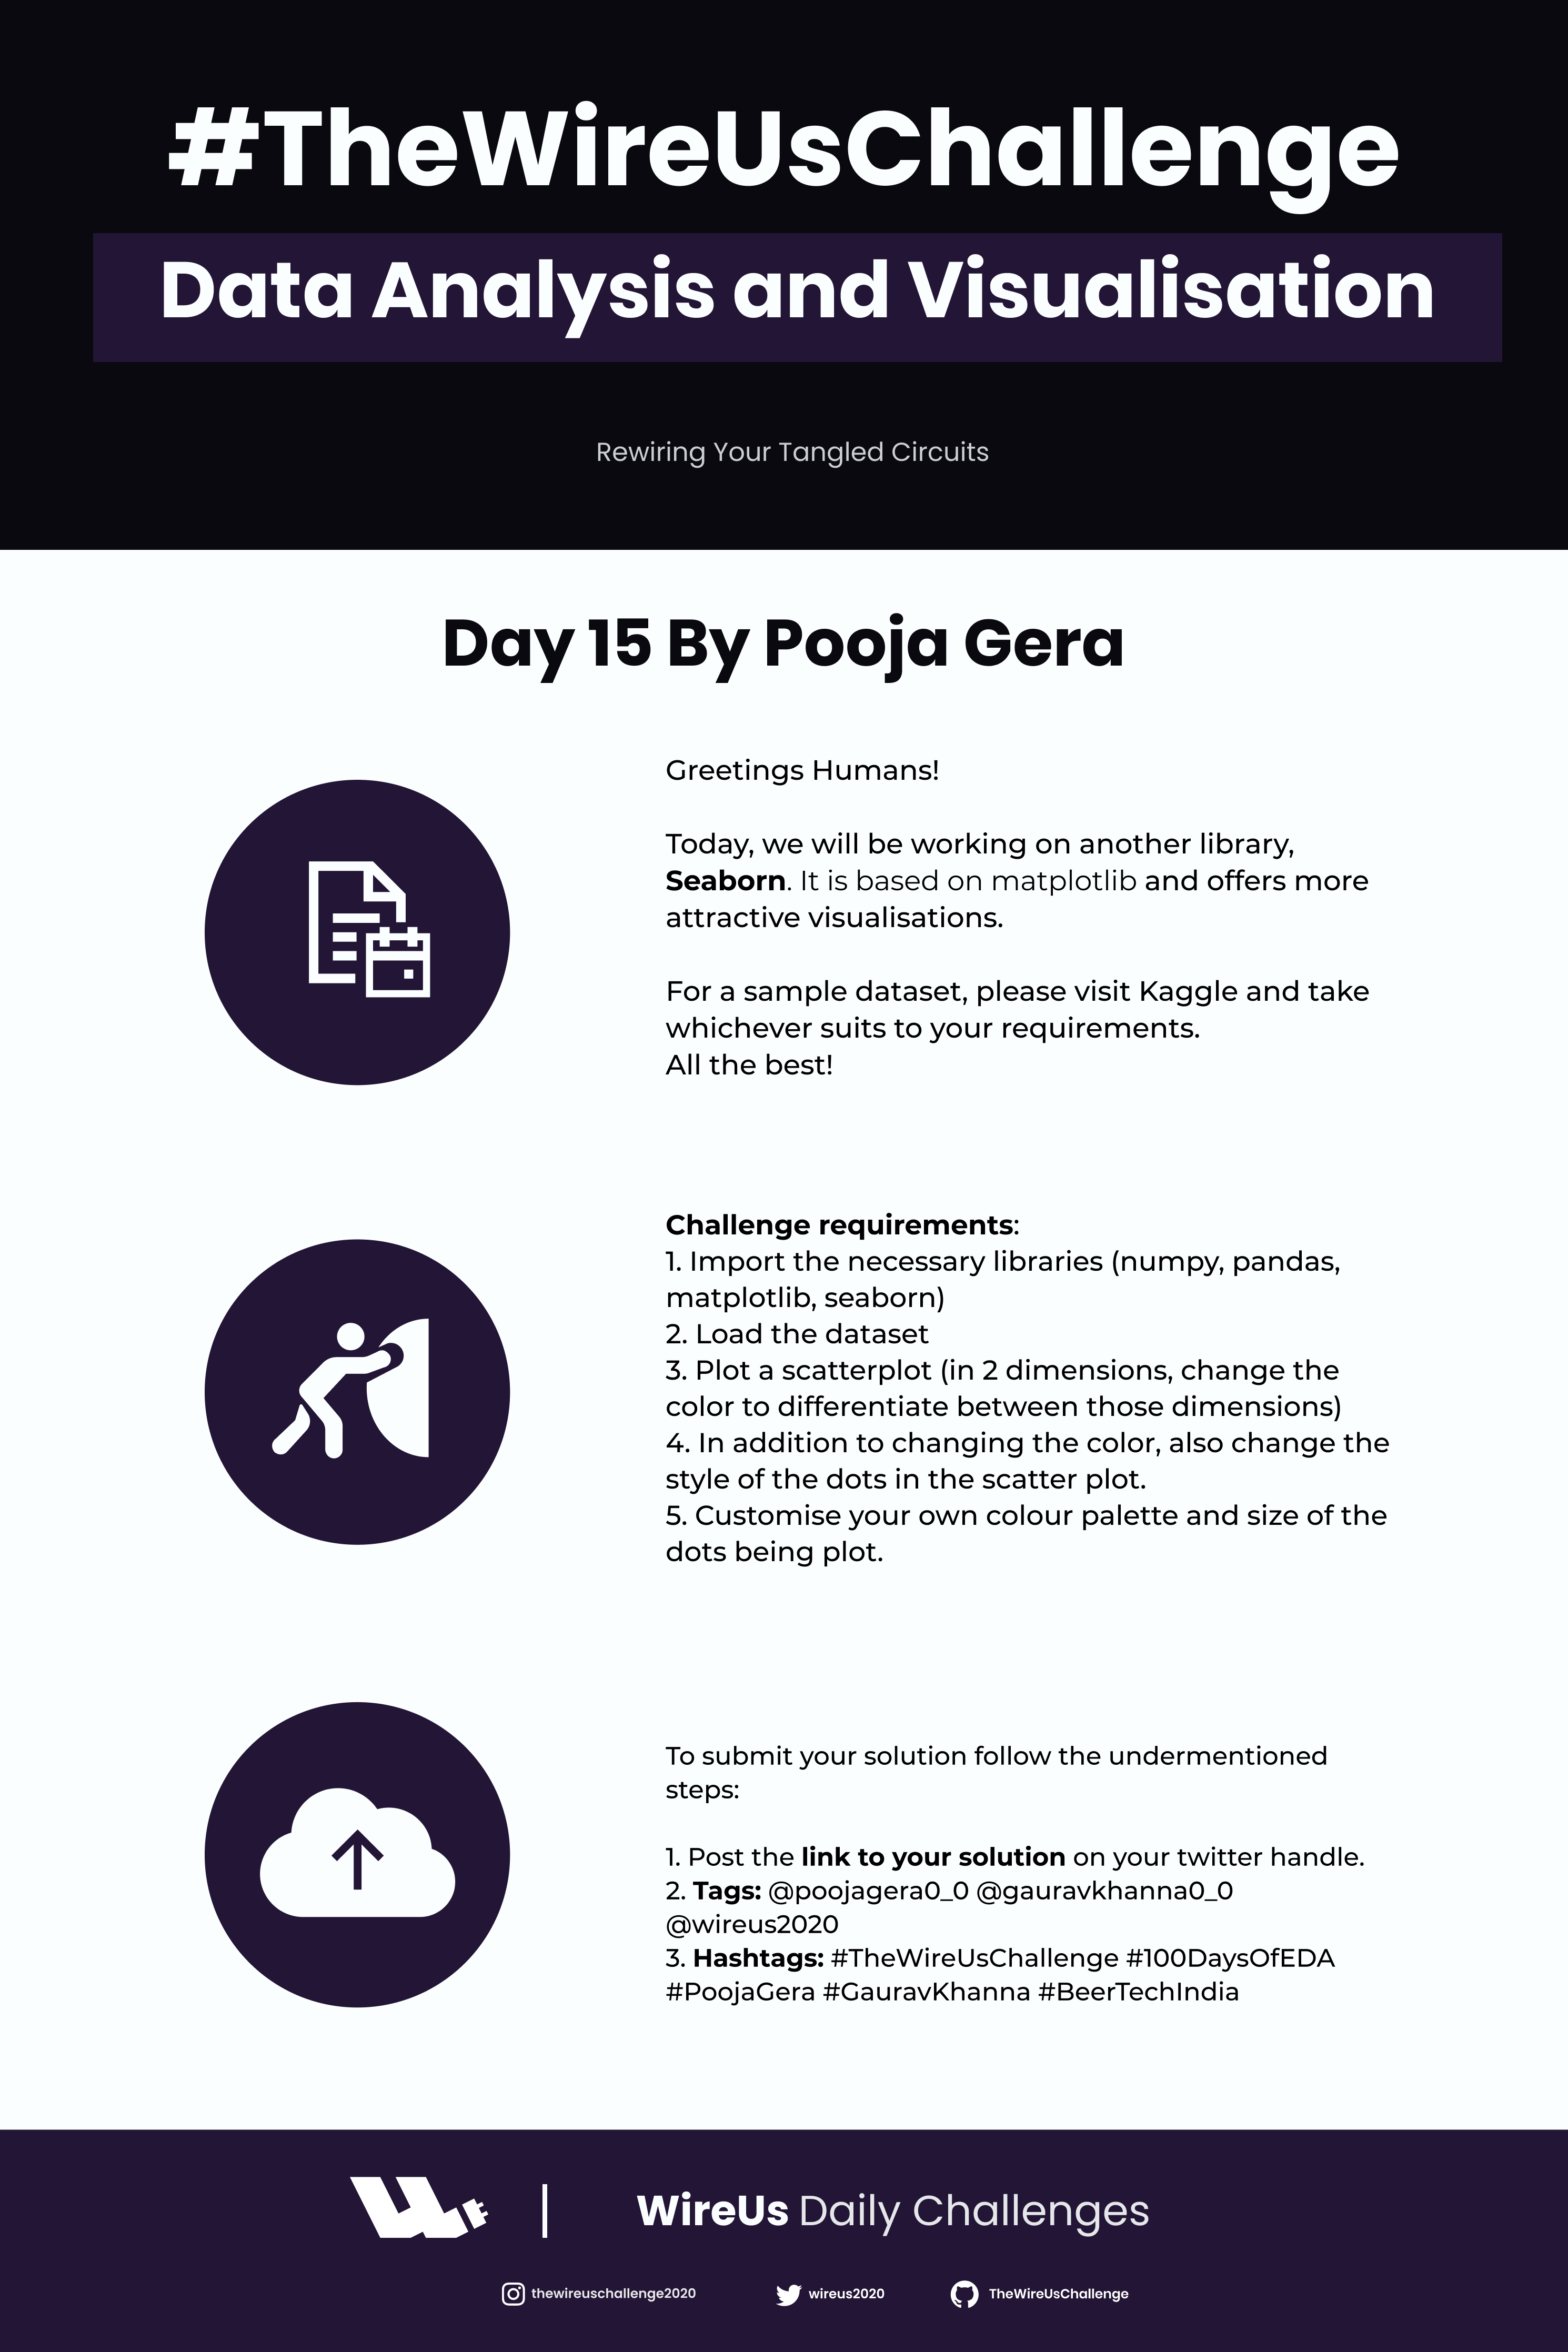 #TheWireUsChallenge
Data Analysis and Visualisation
Rewiring Your Tangled Circuits
Day 15 By Pooja Gera
Greetings Humans!
Today, we will be working on another library,
Seaborn. It is based on matplotlib and offers more
attractive visualisations.
For a sample dataset, please visit Kaggle and take
whichever suits to your requirements.
All the best!
Challenge requirements:
1. Import the necessary libraries (numpy, pandas,
matplotlib, seaborn)
2. Load the dataset
3. Plot a scatterplot (in 2 dimensions, change the
color to differentiate between those dimensions)
4. In addition to changing the color, also change the
style of the dots in the scatter plot.
5. Customise your own colour palette and size of the
dots being plot.
To submit your solution follow the undermentioned
steps:
1. Post the link to your solution on your twitter handle.
2. Tags: @poojagera0_0 @gauravkhanna0_0
@wireus2020
3. Hashtags: #TheWireUsChallenge #100DaysOfEDA
#PoojaGera #GauravKhanna #BeerTechIndia
WireUs Daily Challenges
thewireuschallenge2020 wireus2020 TheWireUsChallenge